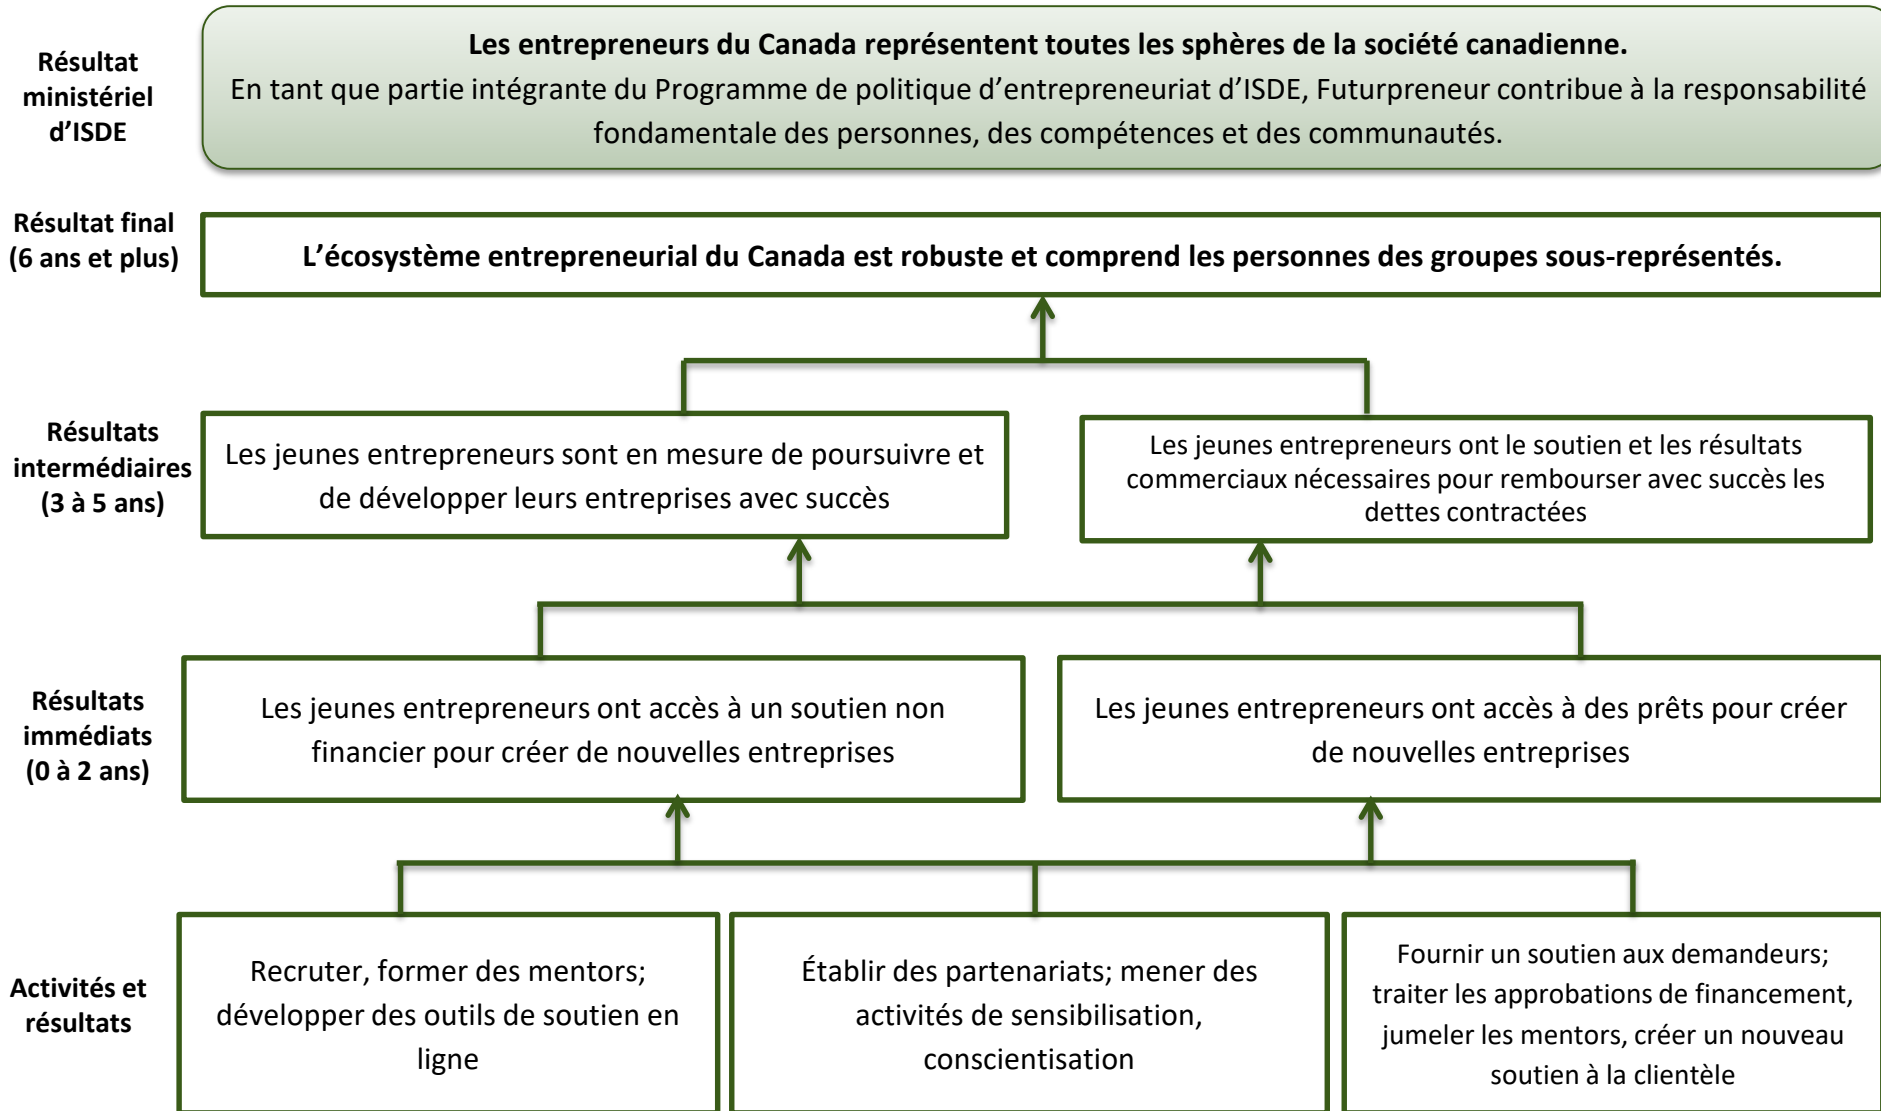 Résultat
ministériel
d’ISDE
Les entrepreneurs du Canada représentent toutes les sphères de la société canadienne.
En tant que partie intégrante du Programme de politique d’entrepreneuriat d’ISDE, Futurpreneur contribue à la responsabilité
fondamentale des personnes, des compétences et des communautés.
Résultat final
(6 ans et plus)
L’écosystème entrepreneurial du Canada est robuste et comprend les personnes des groupes sous-représentés.
Résultats
intermédiaires
(3 à 5 ans)
Les jeunes entrepreneurs sont en mesure de poursuivre et
de développer leurs entreprises avec succès
Les jeunes entrepreneurs ont le soutien et les résultats
commerciaux nécessaires pour rembourser avec succès les
dettes contractées
Résultats
immédiats
(0 à 2 ans)
Les jeunes entrepreneurs ont accès à un soutien non
financier pour créer de nouvelles entreprises
Les jeunes entrepreneurs ont accès à des prêts pour créer
de nouvelles entreprises
Activités et
résultats
Recruter, former des mentors;
développer des outils de soutien en
ligne
Établir des partenariats; mener des
activités de sensibilisation,
conscientisation
Fournir un soutien aux demandeurs;
traiter les approbations de financement,
jumeler les mentors, créer un nouveau
soutien à la clientèle